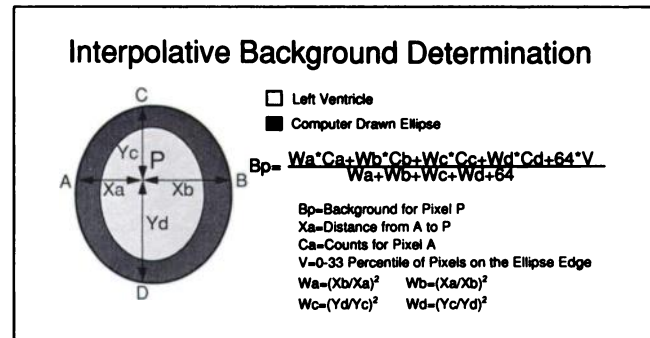 Interpolative Background Determination
C
Left Ventricle
Computer Drawn Ellipse
Yc
P
A
Xa
Xb
B
Yd
D
Bp= Wa*Ca+Wb*Cb+Wc*Cc+Wd*Cd+64*V
Wa+Wb+Wc+Wd+64
Bp=Background for Pixel P
Xa=Distance from A to P
Ca=Counts for Pixel A
V=0-33 Percentile of Pixels on the Ellipse Edge
Wa=(Xb/Xa)² Wb=(Xa/Xb)²
Wc=(Yd/Yc)² Wd=(Yc/Yd)²